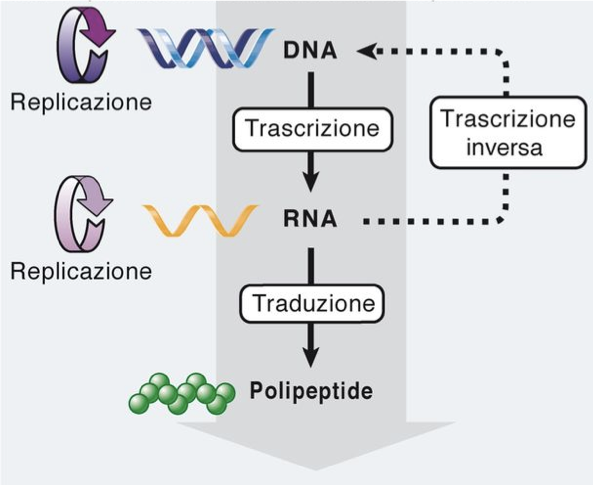 DNA
Replicazione
Trascrizione
Trascrizione
inversa
RNA
Replicazione
Traduzione
Polipeptide